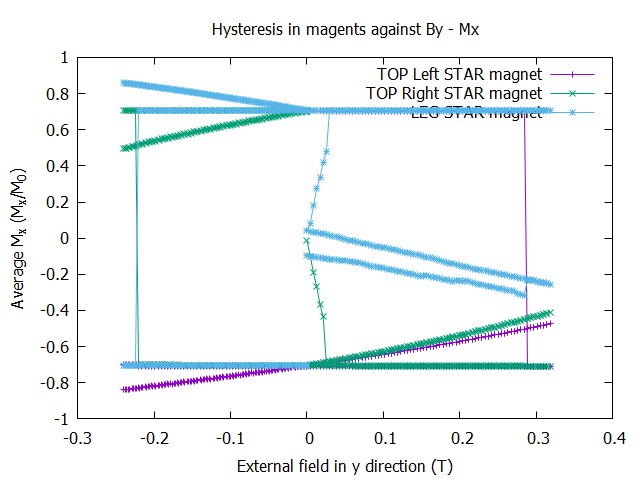 Hysteresis in magents against By - Mx
TOP Left STAR magnet
TOP Right STAR magnet
LEG STAR magnet
1
0.8
0.6
0.4
0.2
0
-0.2
-0.4
-0.6
-0.8
-1
Average Mx (Mx/M0)
-0.3 -0.2 -0.1 0 0.1 0.2 0.3 0.4
External field in y direction (T)